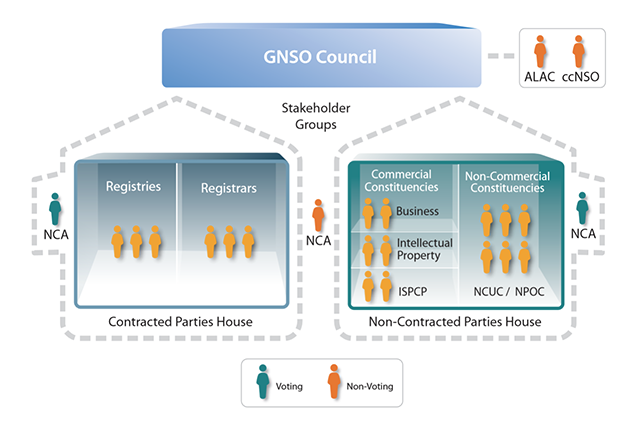 GNSO Council
ALAC ccNSO
Stakeholder
Groups
Registries
Registrars
Commercial
Constituencies
Non-Commercial
Constituencies
Business
Intellectual
Property
ISPCP
NCUC / NPOC
NCA
NCA
NCA
Contracted Parties House
Non-Contracted Parties House
Voting
Non-Voting